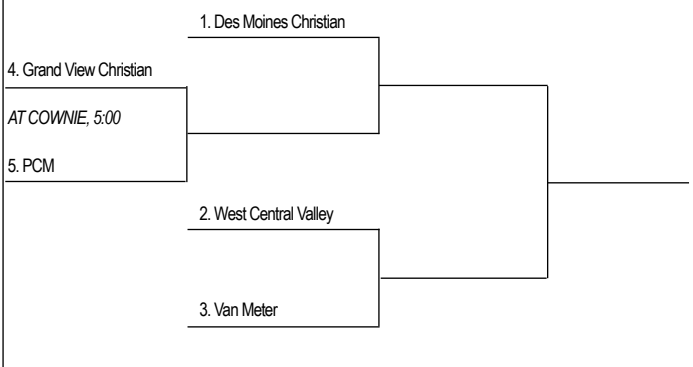 1. Des Moines Christian
4. Grand View Christian
AT COWNIE, 5:00
5. PCM
2. West Central Valley
3. Van Meter